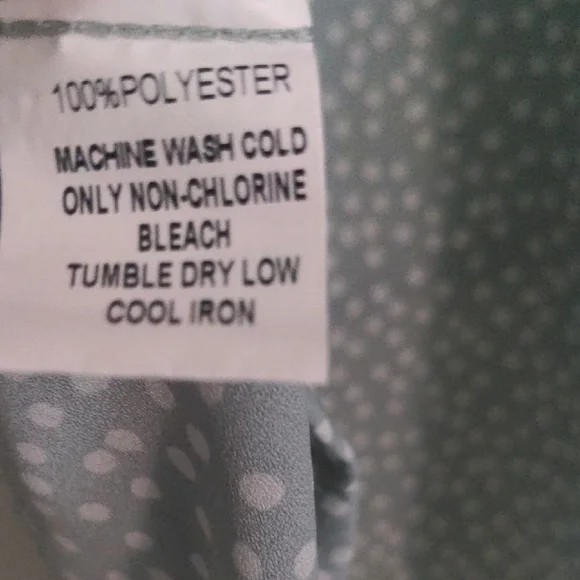 100%POLYESTER
MACHINE WASH COLD
ONLY NON-CHLORINE
BLEACH
TUMBLE DRY LOW
COOL IRON